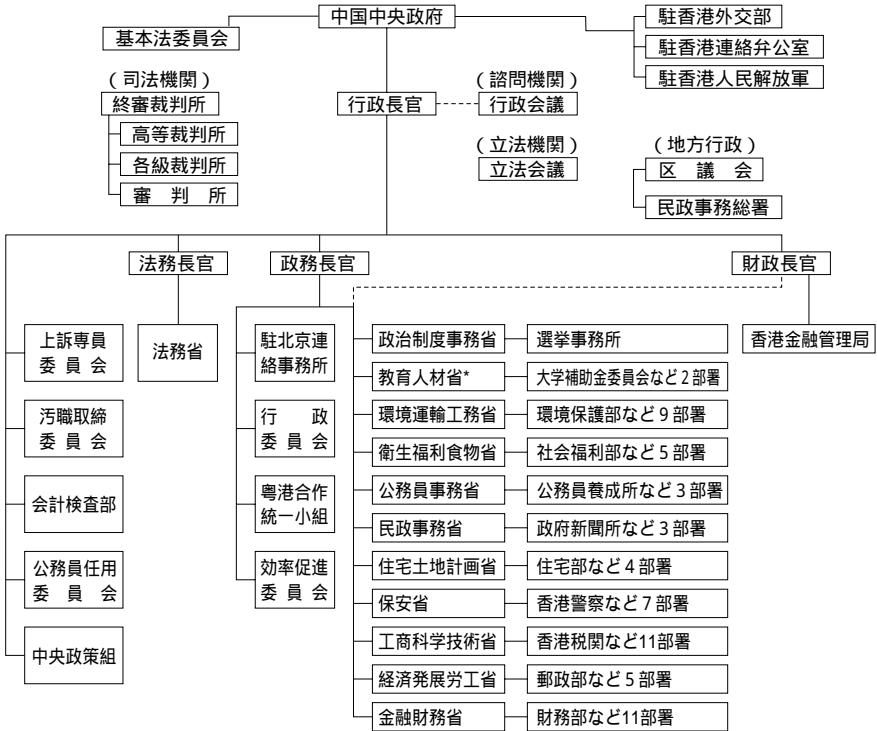 中国中央政府
基本法委員会
駐香港外交部
駐香港連絡弁公室
駐香港人民解放軍
（司法機関）
終審裁判所
高等裁判所
各級裁判所
審　判　所
行政長官
（諮問機関）
行政会議
（立法機関）
立法会議
（地方行政）
区　議　会
民政事務総署
法務長官
政務長官
財政長官
上訴専員
委 員 会
汚職取締
委 員 会
会計検査部
公務員任用
委　員　会
中央政策組
法務省
駐北京連
絡事務所
行　　政
委 員 会
粤港合作
統一小組
効率促進
委 員 会
政治制度事務省
選挙事務所
教育人材省*
大学補助金委員会など２部署
環境運輸工務省
環境保護部など９部署
衛生福利食物省
社会福利部など５部署
公務員事務省
公務員養成所など３部署
民政事務省
政府新聞所など３部署
住宅土地計画省
住宅部など４部署
保安省
香港警察など７部署
工商科学技術省
香港税関など11部署
経済発展労工省
郵政部など５部署
金融財務省
財務部など11部署
香港金融管理局